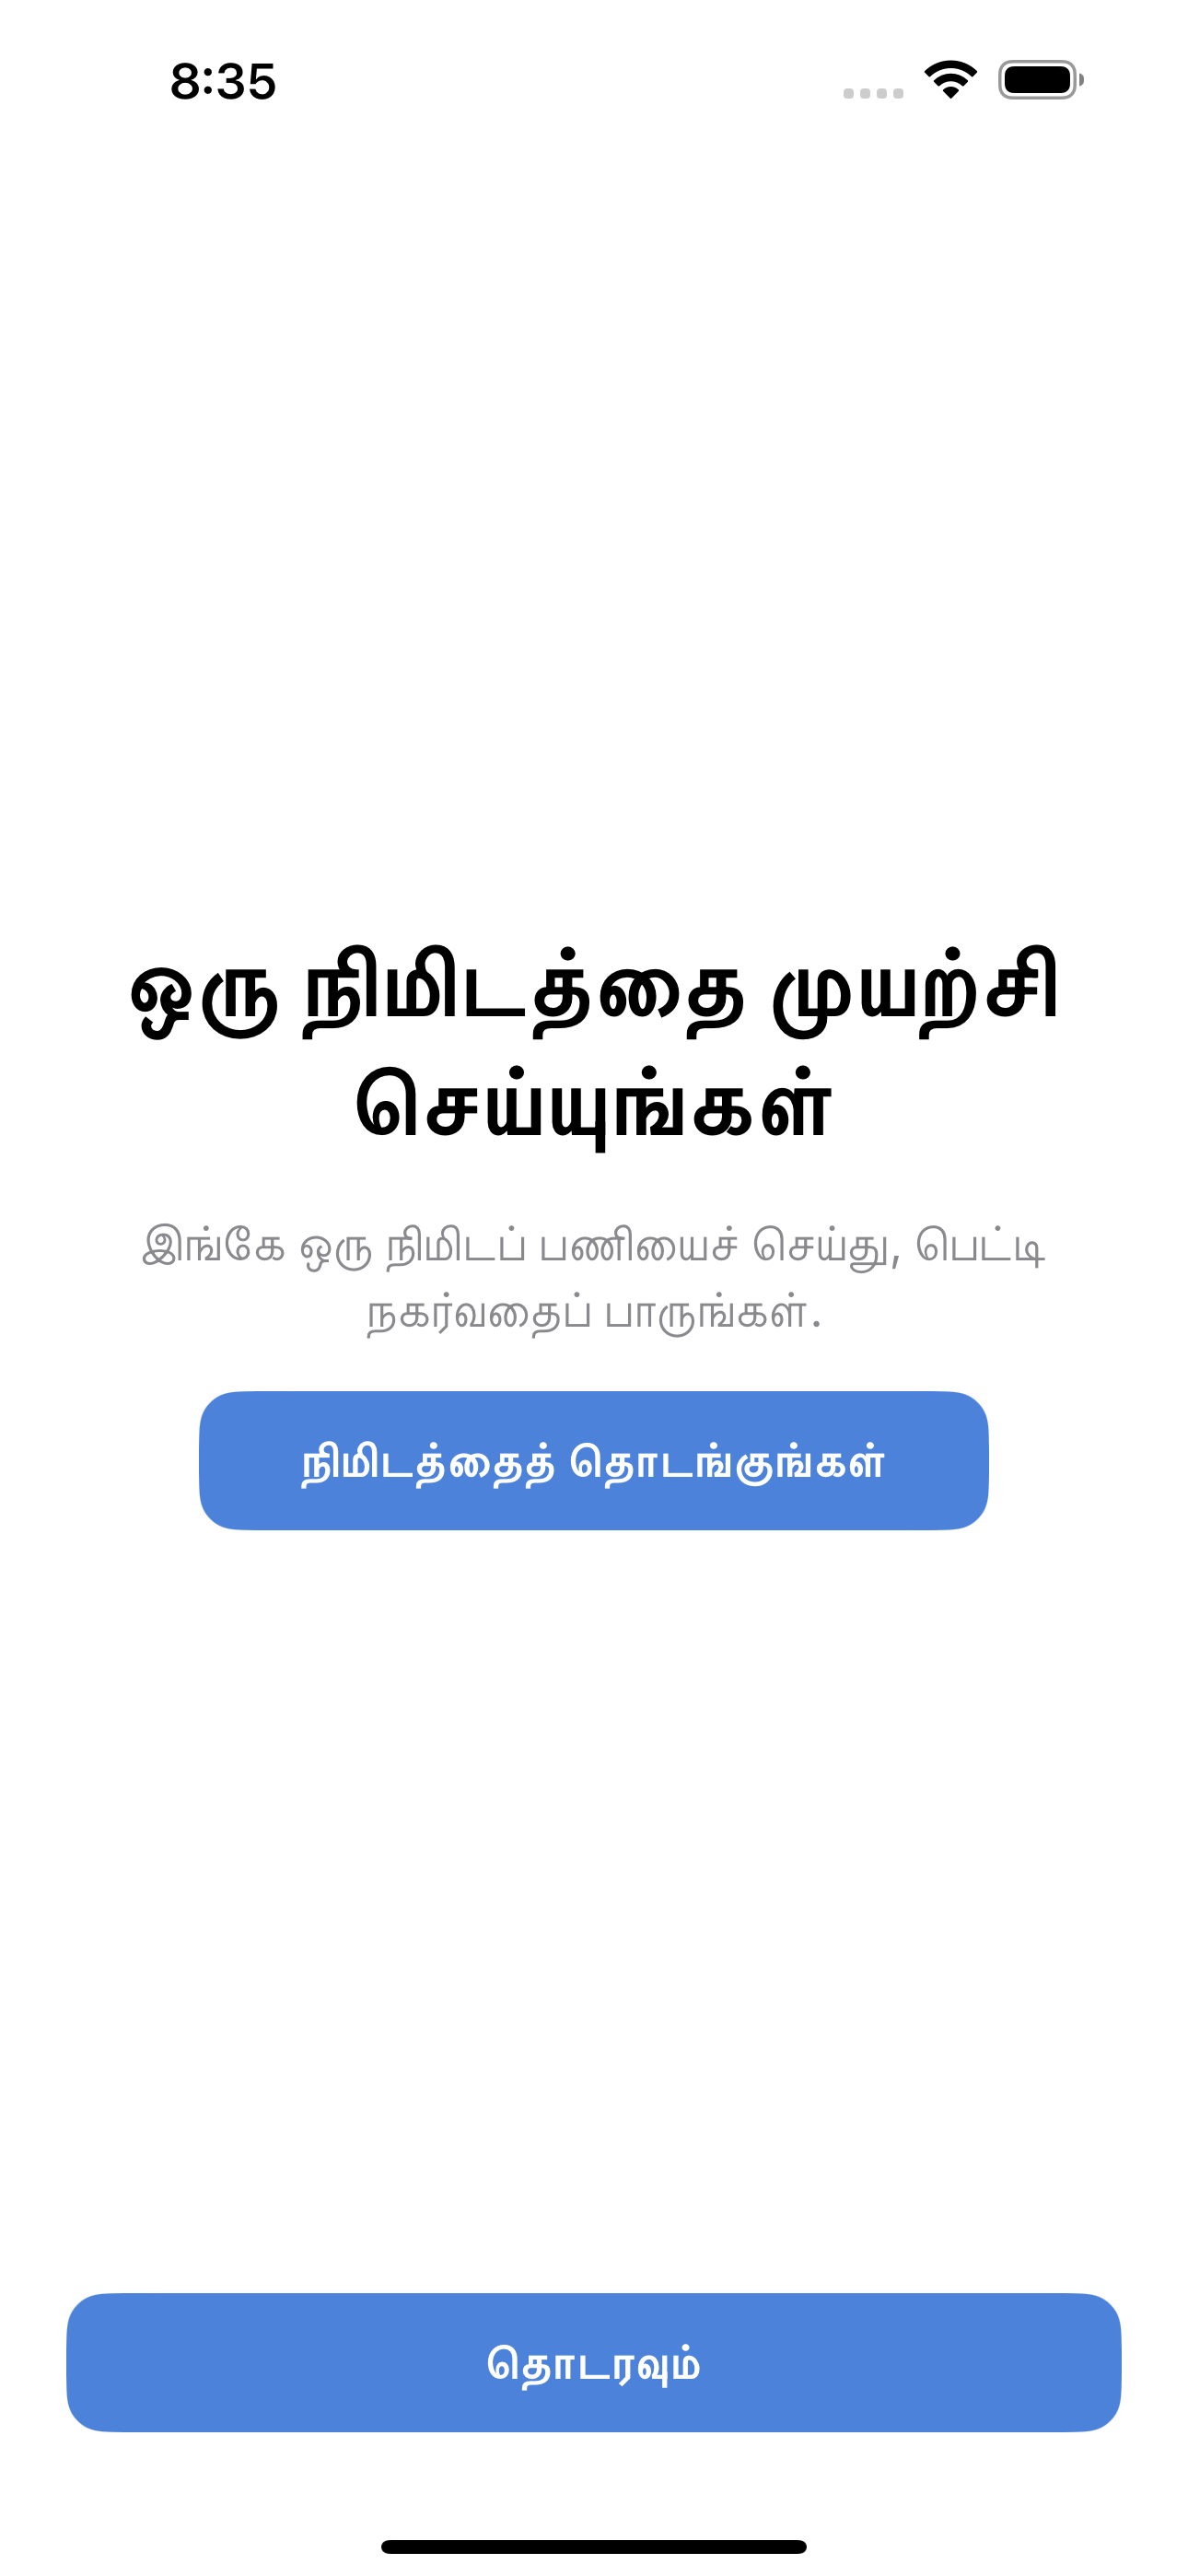 8:35
ஒரு நிமிடத்தை முயற்சி
செய்யுங்கள்
இங்கே ஒரு நிமிடப் பணியைச் செய்து, பெட்டி
நகர்வதைப் பாருங்கள்.
நிமிடத்தைத் தொடங்குங்கள்
தொடரவும்